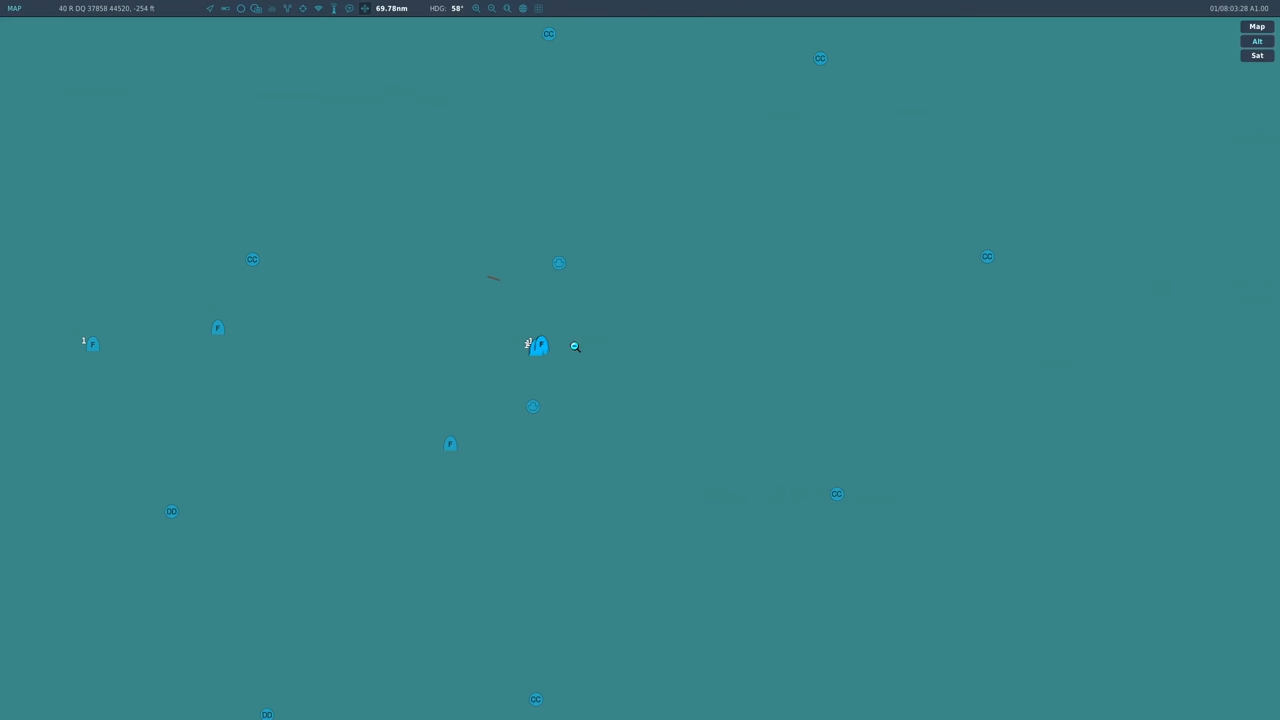 MAP 40 R DQ 37858 44520, -254 ft 69.78nm HDG: 58° 01/08:03:28 A1.00
Map
Alt
Sat
CC
CC
CC
CC
F
1 F
F
F
CC
DD
CC
DD